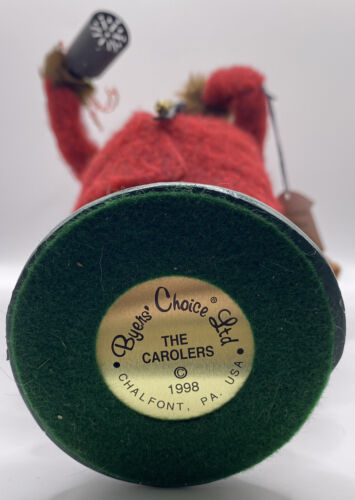 Byers' Choice® Ltd
THE
CAROLERS
©
1998
• CHALFONT, PA. USA •